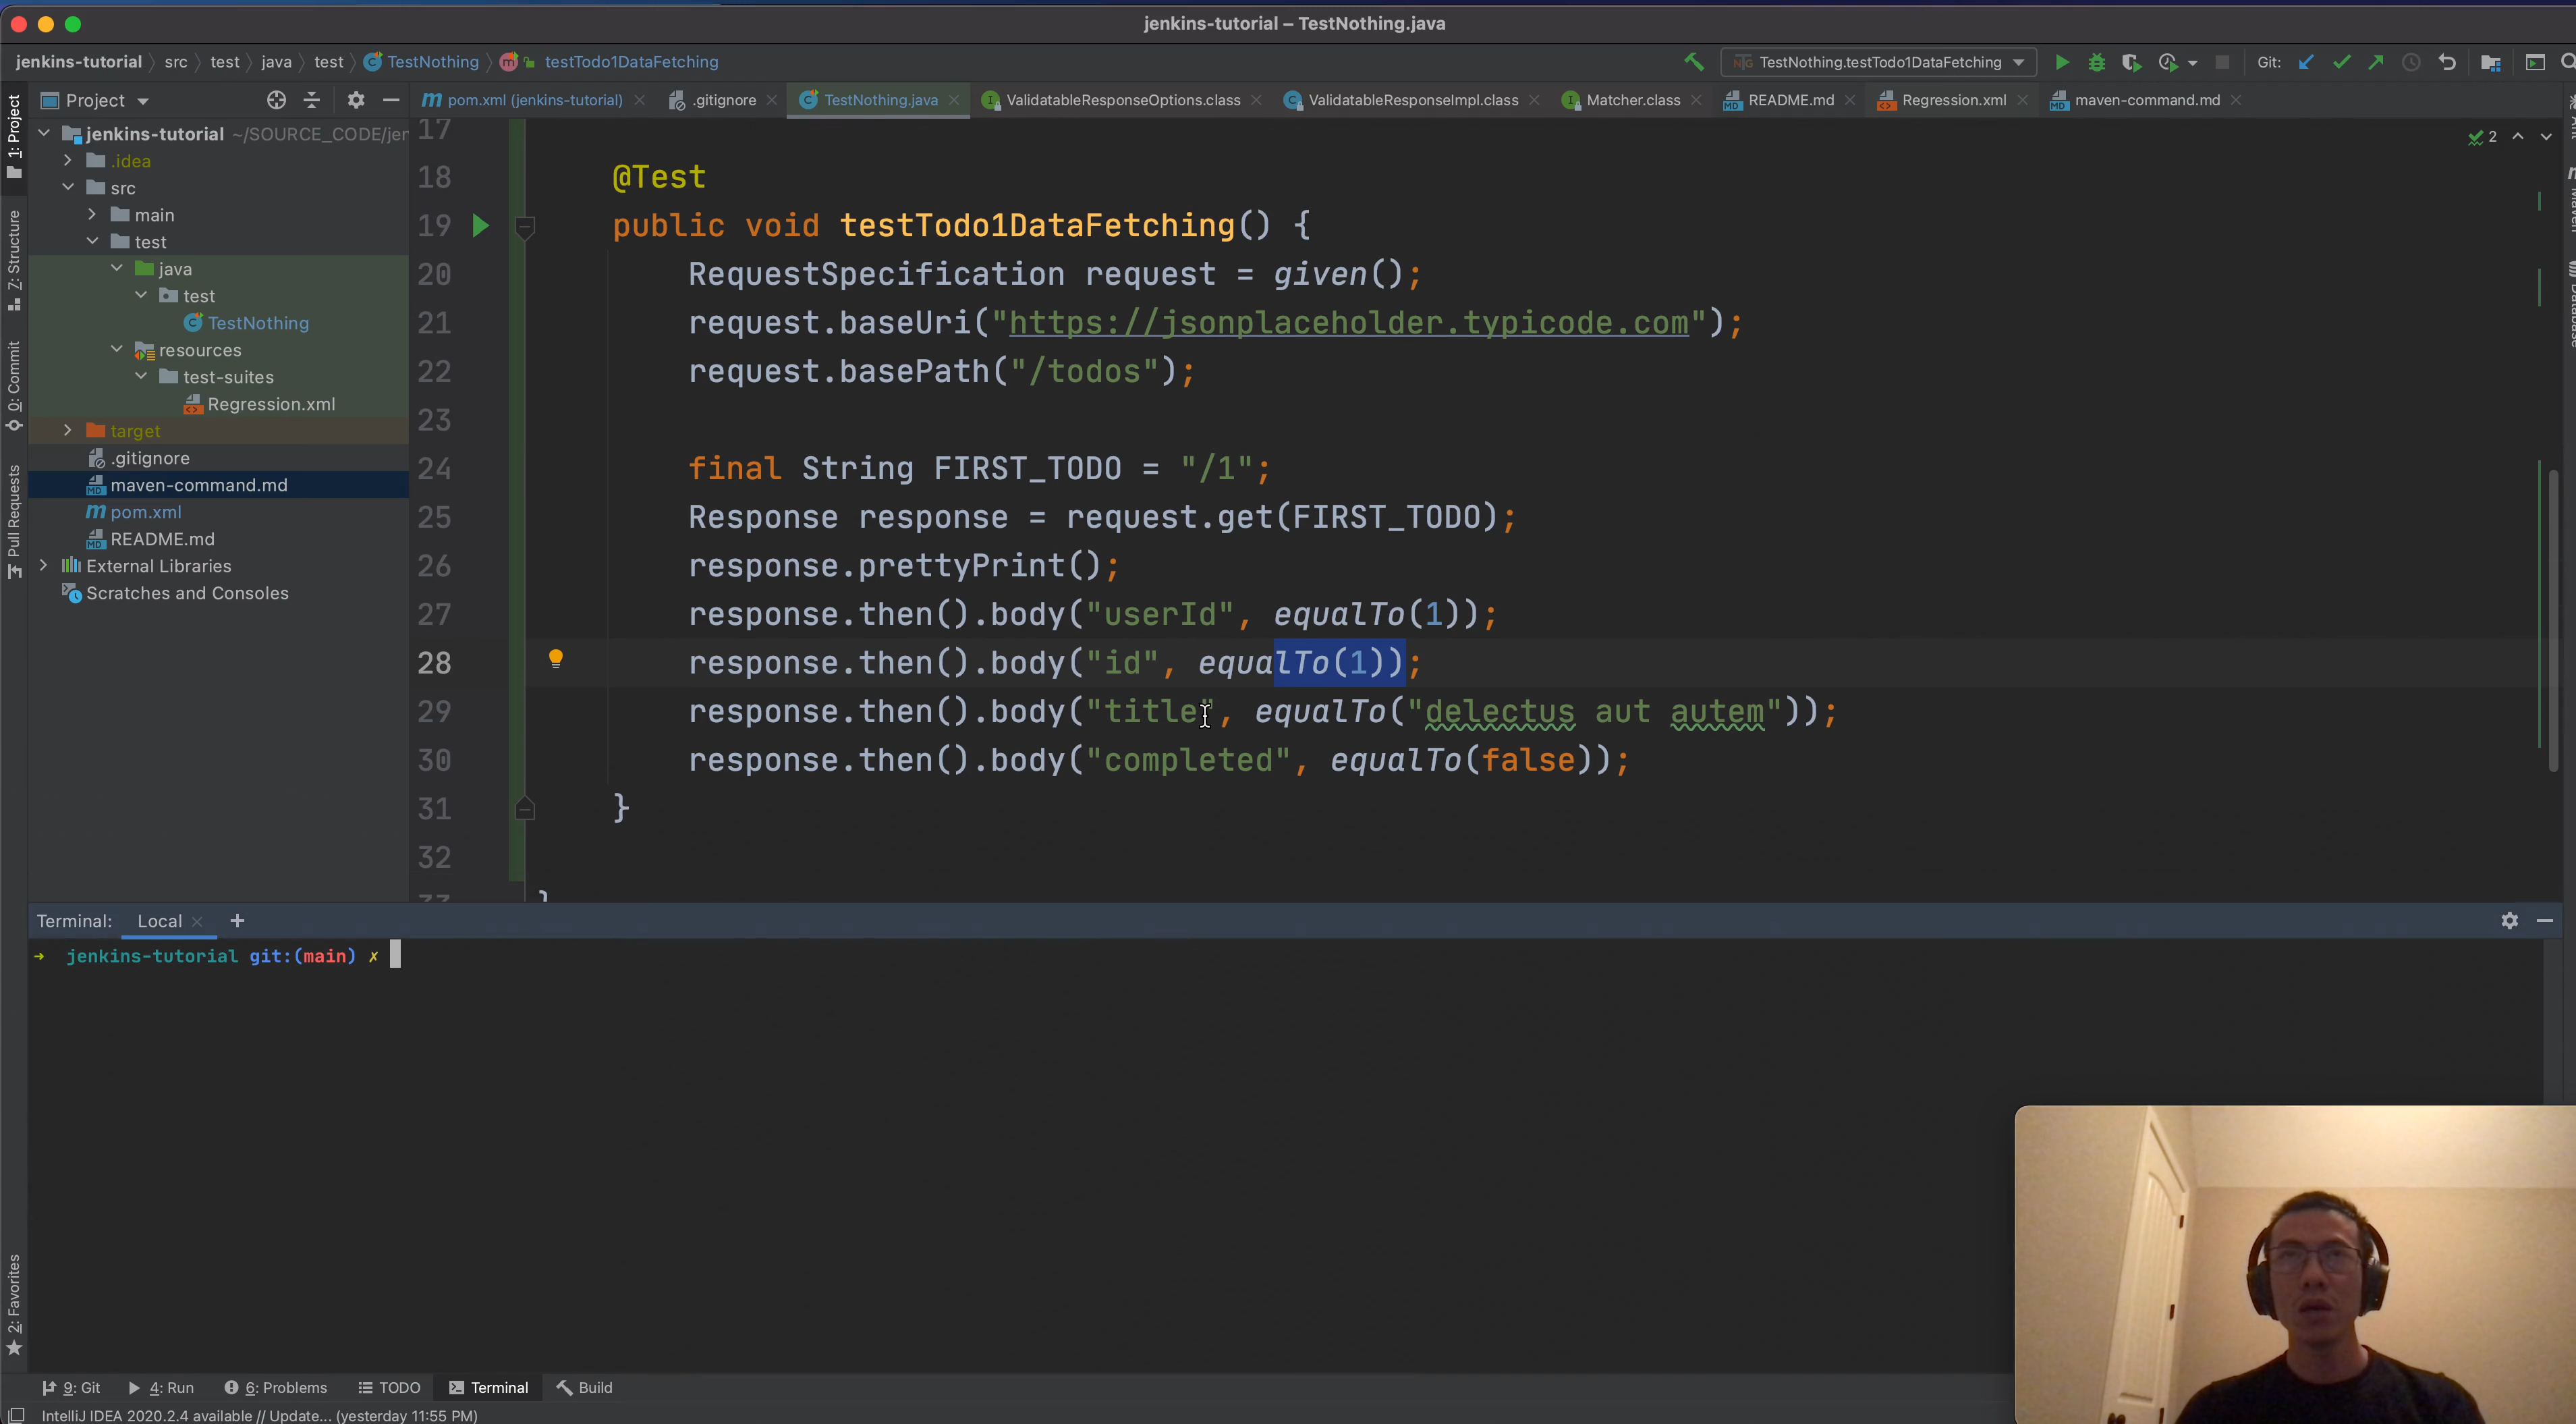 jenkins-tutorial – TestNothing.java
jenkins-tutorial src test java test TestNothing testTodo1DataFetching TestNothing.testTodo1DataFetching Git:
Project
pom.xml (jenkins-tutorial) .gitignore TestNothing.java ValidatableResponseOptions.class ValidatableResponseImpl.class Matcher.class README.md Regression.xml maven-command.md
1: Project
7: Structure
0: Commit
Pull Requests
2: Favorites
jenkins-tutorial ~/SOURCE_CODE/jer
.idea
src
main
test
java
test
TestNothing
resources
test-suites
Regression.xml
target
.gitignore
maven-command.md
pom.xml
README.md
External Libraries
Scratches and Consoles
2
17
18 @Test
19 public void testTodo1DataFetching() {
20 RequestSpecification request = given();
21 request.baseUri("https://jsonplaceholder.typicode.com");
22 request.basePath("/todos");
23
24 final String FIRST_TODO = "/1";
25 Response response = request.get(FIRST_TODO);
26 response.prettyPrint();
27 response.then().body("userId", equalTo(1));
28 response.then().body("id", equalTo(1));
29 response.then().body("title", equalTo("delectus aut autem"));
30 response.then().body("completed", equalTo(false));
31 }
32
33 }
Database
Terminal: Local +
→ jenkins-tutorial git:(main) ✗
9: Git 4: Run 6: Problems TODO Terminal Build
IntelliJ IDEA 2020.2.4 available // Update... (yesterday 11:55 PM)